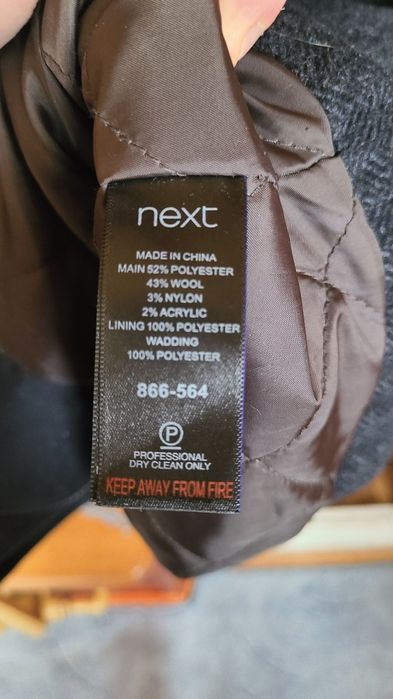 next
MADE IN CHINA
MAIN 52% POLYESTER
43% WOOL
3% NYLON
2% ACRYLIC
LINING 100% POLYESTER
WADDING
100% POLYESTER
866-564
P
PROFESSIONAL
DRY CLEAN ONLY
KEEP AWAY FROM FIRE